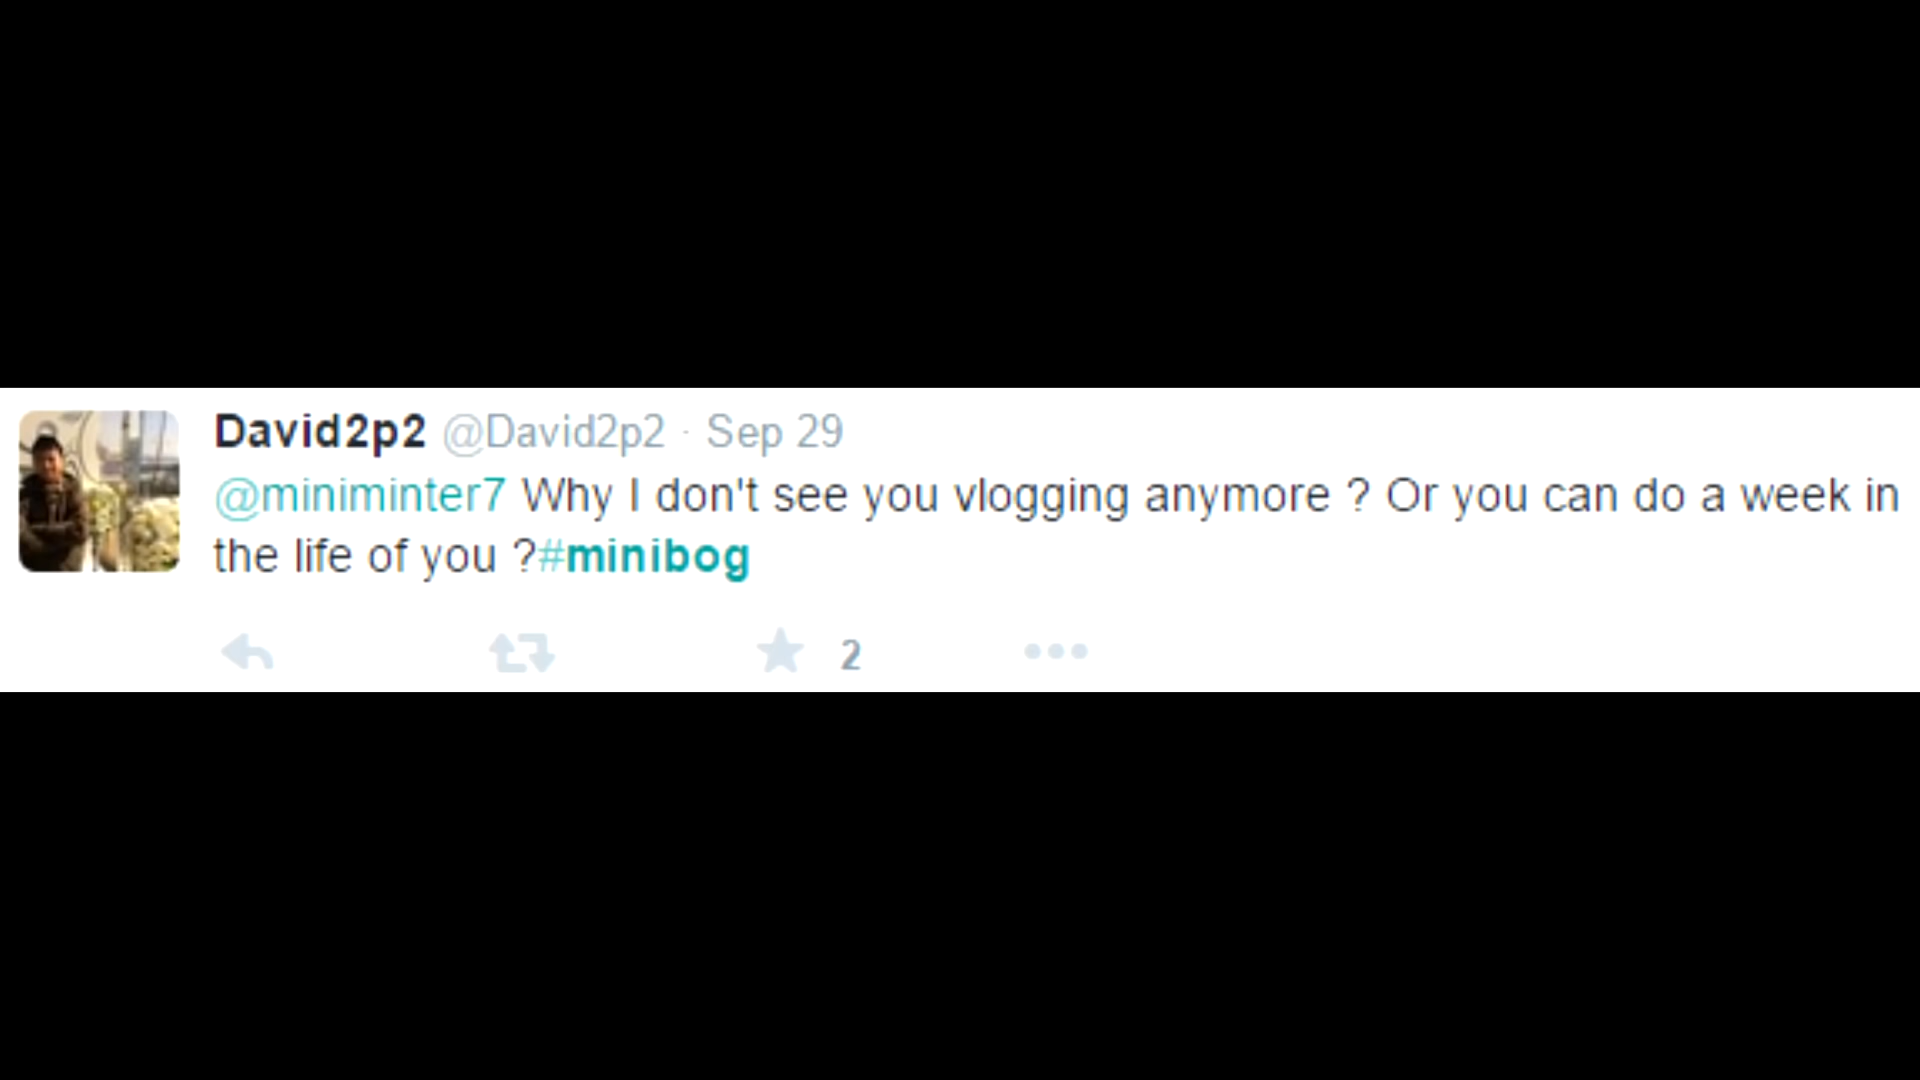 David2p2 @David2p2 · Sep 29
@miniminter7 Why I don't see you vlogging anymore ? Or you can do a week in
the life of you ?#minibog
2